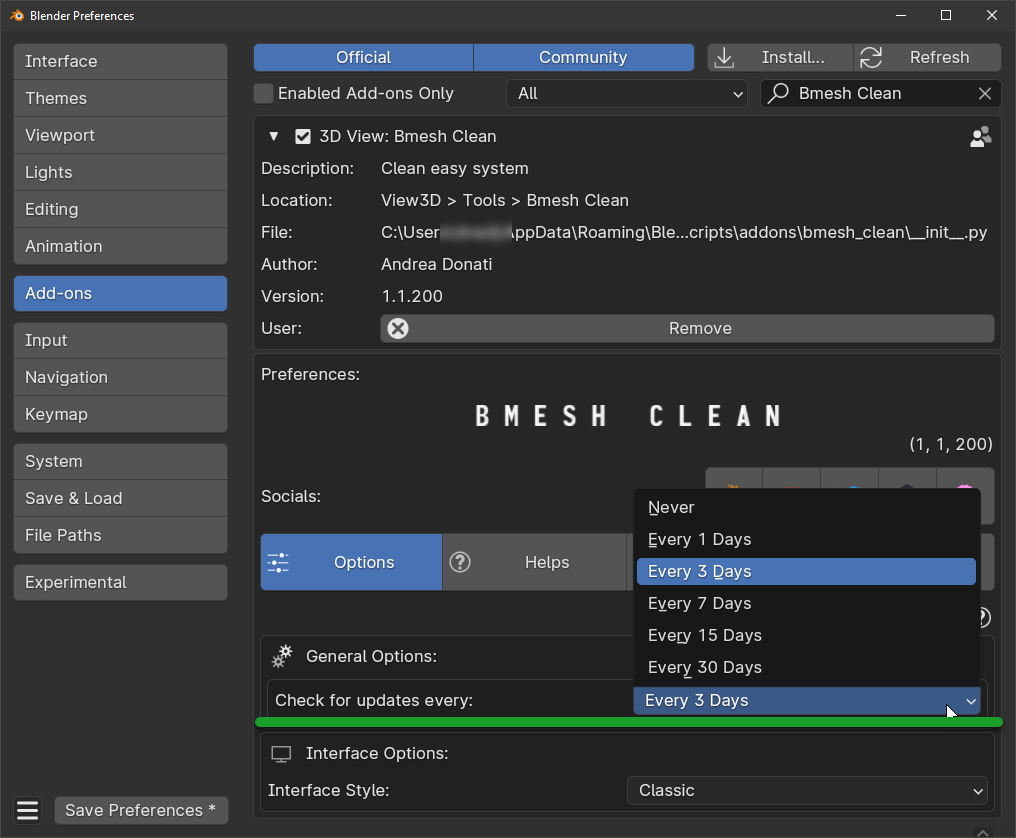 Blender Preferences
Interface
Themes
Viewport
Lights
Editing
Animation
Add-ons
Input
Navigation
Keymap
System
Save & Load
File Paths
Experimental
Save Preferences *
Official
Community
Install...
Refresh
Enabled Add-ons Only
All
Bmesh Clean
3D View: Bmesh Clean
Description: Clean easy system
Location: View3D > Tools > Bmesh Clean
File: C:\User AppData\Roaming\Ble...cripts\addons\bmesh_clean\__init__.py
Author: Andrea Donati
Version: 1.1.200
User: Remove
Preferences:
BMESH CLEAN
(1, 1, 200)
Socials:
Options
Helps
Never
Every 1 Days
Every 3 Days
Every 7 Days
Every 15 Days
Every 30 Days
General Options:
Check for updates every: Every 3 Days
Interface Options:
Interface Style: Classic